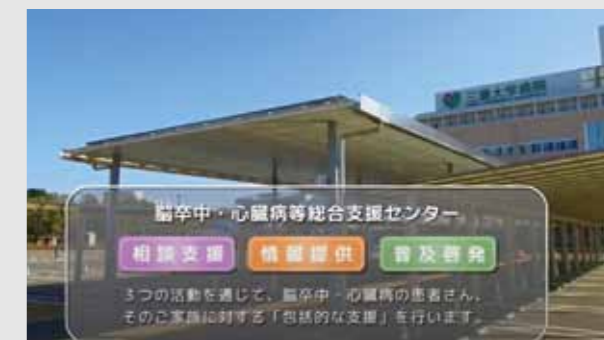 三重大学病院
脳卒中・心臓病等総合支援センター
相談支援 情報提供 普及啓発
3つの活動を通じて、脳卒中・心臓病の患者さん、
そのご家族に対する「包括的な支援」を行います。